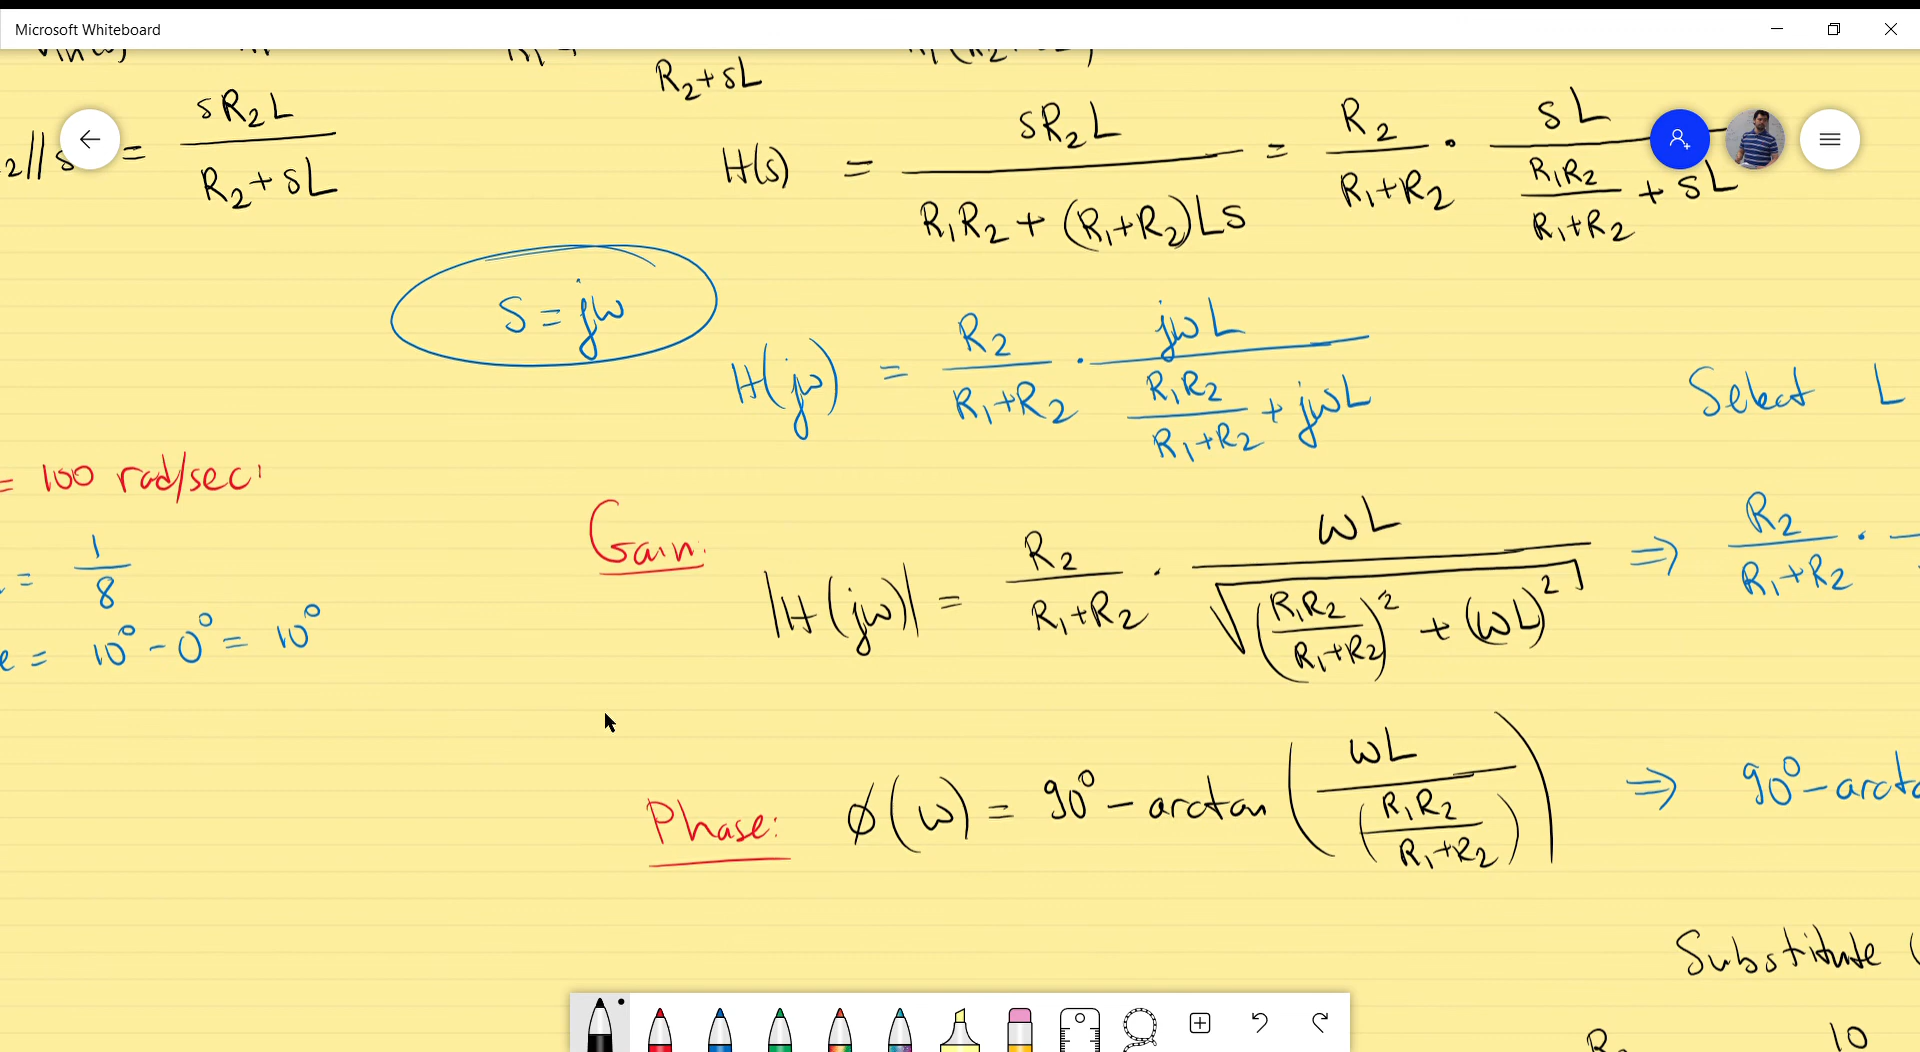 Microsoft Whiteboard
R₂+sL
2//s = sR₂L / (R₂+sL)
H(s) = sR₂L / (R₁R₂ + (R₁+R₂)Ls) = R₂/(R₁+R₂) · sL / (R₁R₂/(R₁+R₂) + sL)
s = jω
H(jω) = R₂/(R₁+R₂) · jωL / (R₁R₂/(R₁+R₂) + jωL)
Select L
= 100 rad/sec:
= 1/8
e = 10° - 0° = 10°
Gain:
|H(jω)| = R₂/(R₁+R₂) · ωL / √((R₁R₂/(R₁+R₂))² + (ωL)²) ⇒ R₂/(R₁+R₂) ·
Phase: ϕ(ω) = 90° - arctan (ωL / (R₁R₂/(R₁+R₂))) ⇒ 90° - arcta
Substitute (
10